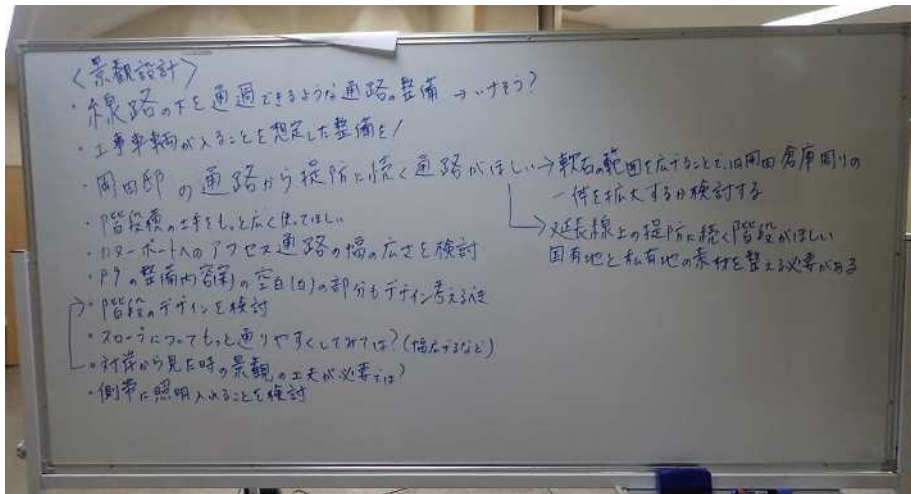 <景観設計>
・線路の下を通過できるような通路の整備 → いけそう?
・工事車両が入ることを想定した整備を!
・岡田邸の通路から堤防に続く通路がほしい→軟石の範囲を広げることで、旧岡田倉庫周りの
一体を拡大するか検討する
→延長線上の堤防に続く階段がほしい
国有地と私有地の素材を整える必要がある
・階段横の土手をもっと広く使ってほしい
・カヌーポートへのアクセス通路の幅の広さを検討
・P9の整備内容案)の空白(白)の部分もデザイン考えるべき
・階段のデザインを検討
・スロープについてもっと通りやすくしてみては?(幅広げるなど)
・対岸から見た時の景観の工夫が必要では?
・側帯に照明入れることを検討